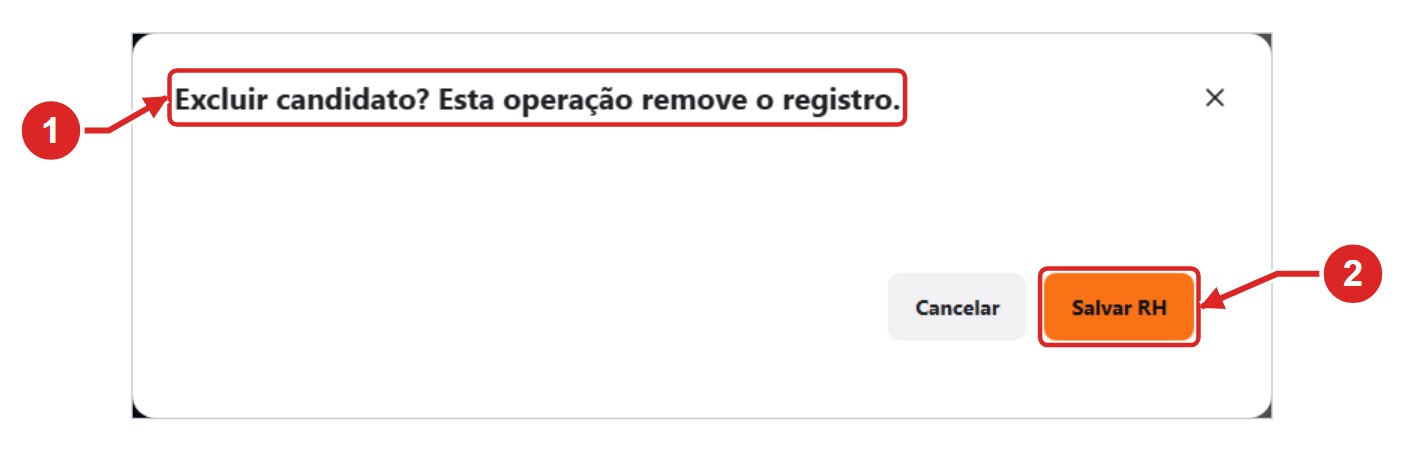 Excluir candidato? Esta operação remove o registro.
1
2
Cancelar
Salvar RH